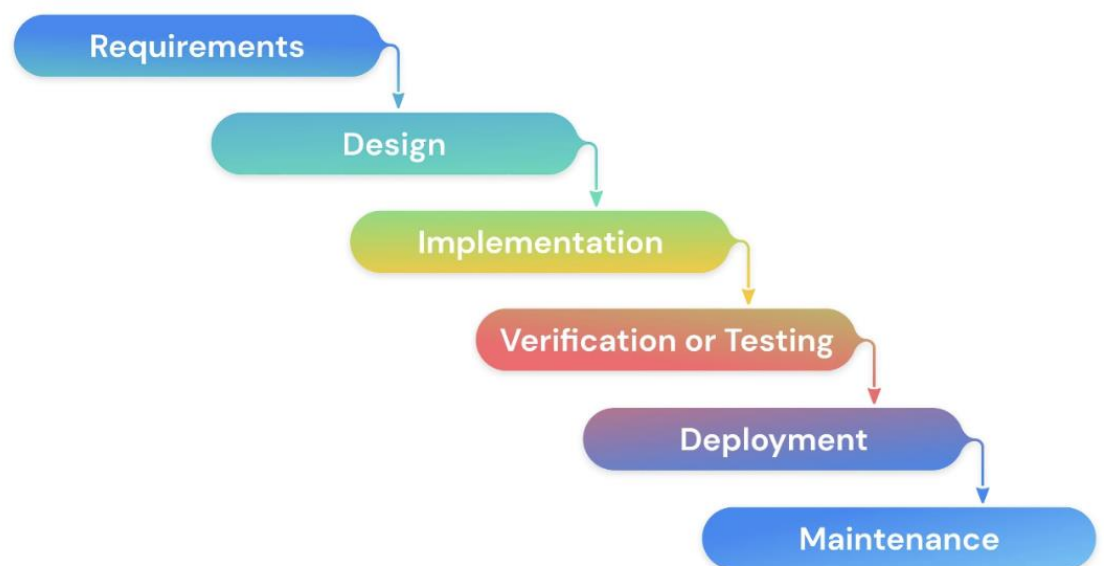 Requirements
Design
Implementation
Verification or Testing
Deployment
Maintenance